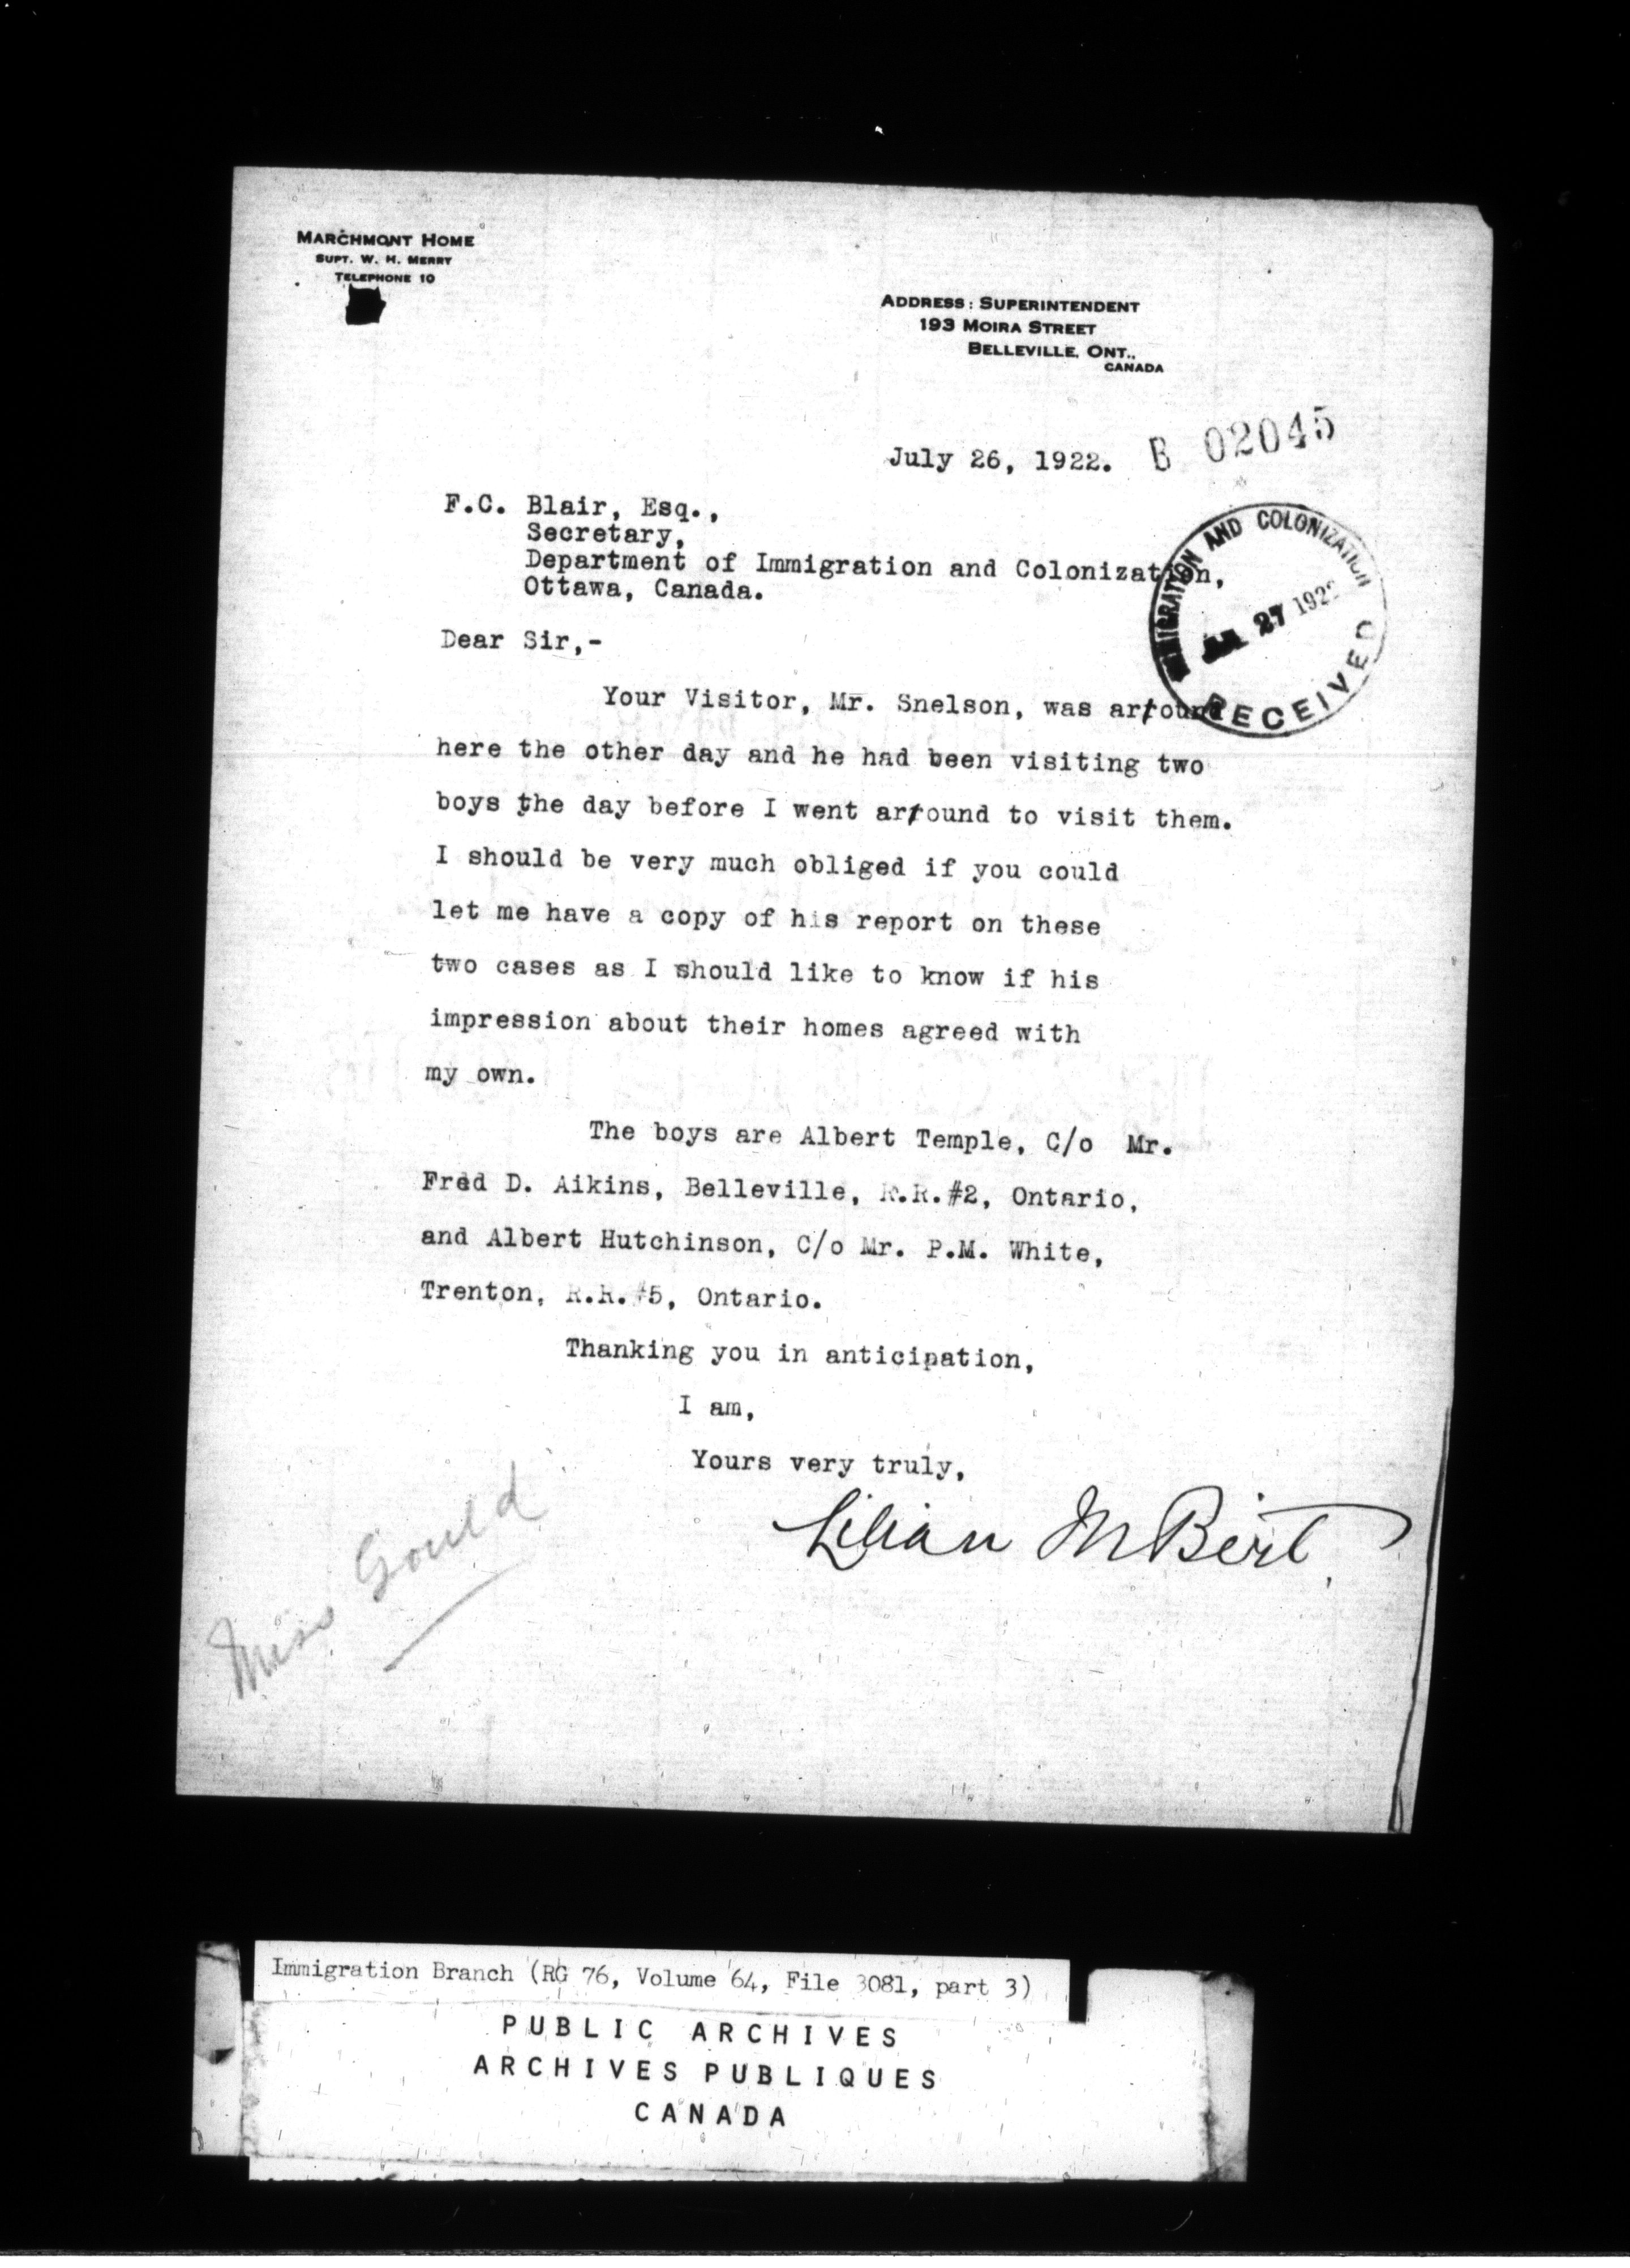 MARCHMONT HOME
SUPT. W. H. MERRY
TELEPHONE 10
ADDRESS: SUPERINTENDENT
193 MOIRA STREET
BELLEVILLE, ONT.,
CANADA
July 26, 1922. B 02045
F.C. Blair, Esq.,
Secretary,
Department of Immigration and Colonization,
Ottawa, Canada.
IMMIGRATION AND COLONIZATION
JUL 27 1922
RECEIVED
Dear Sir,-
Your Visitor, Mr. Snelson, was arround
here the other day and he had been visiting two
boys the day before I went arround to visit them.
I should be very much obliged if you could
let me have a copy of his report on these
two cases as I should like to know if his
impression about their homes agreed with
my own.
The boys are Albert Temple, C/o Mr.
Fred D. Aikins, Belleville, R.R.#2, Ontario,
and Albert Hutchinson, C/o Mr. P.M. White,
Trenton, R.R.#5, Ontario.
Thanking you in anticipation,
I am,
Yours very truly,
Lilian M Birt.
Miss Gould
Immigration Branch (RG 76, Volume 64, File 3081, part 3)
PUBLIC ARCHIVES
ARCHIVES PUBLIQUES
CANADA